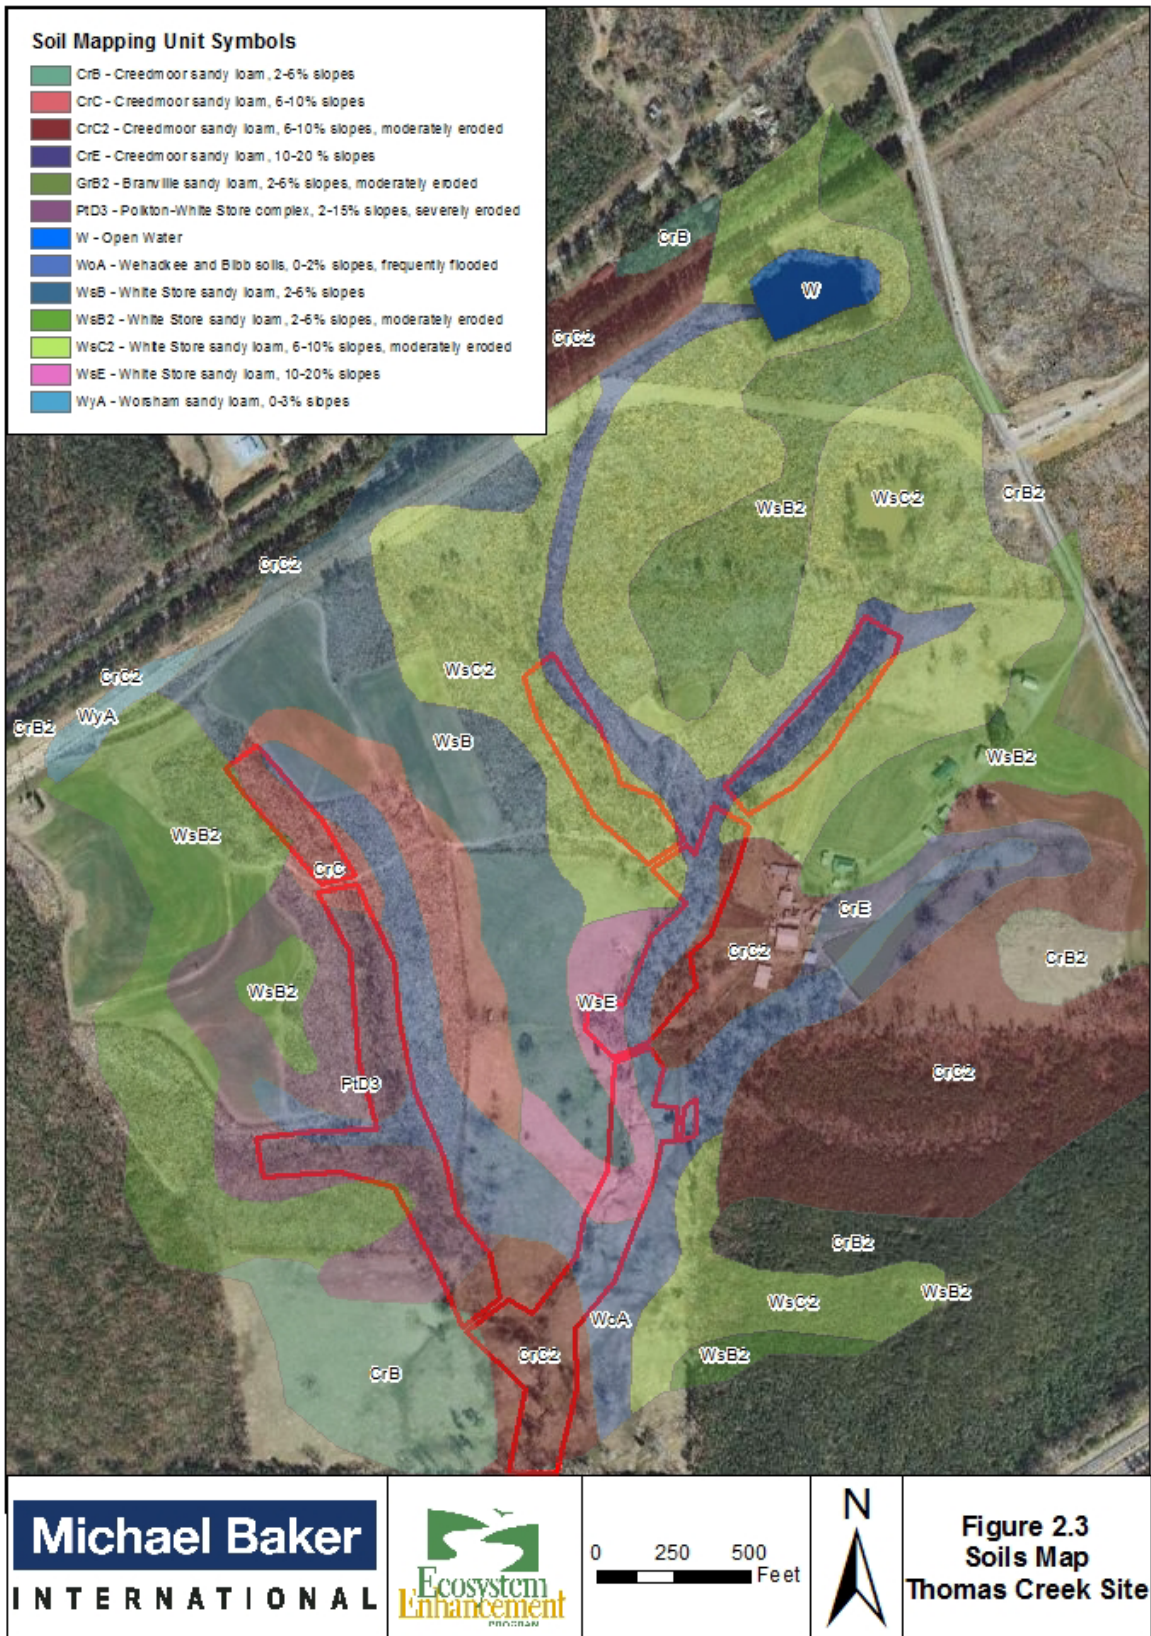 Soil Mapping Unit Symbols
CrB - Creedmoor sandy loam, 2-6% slopes
CrC - Creedmoor sandy loam, 6-10% slopes
CrC2 - Creedmoor sandy loam, 6-10% slopes, moderately eroded
CrE - Creedmoor sandy loam, 10-20 % slopes
GrB2 - Branville sandy loam, 2-6% slopes, moderately eroded
PtD3 - Polkton-White Store complex, 2-15% slopes, severely eroded
W - Open Water
WoA - Wehadkee and Bibb soils, 0-2% slopes, frequently flooded
WsB - White Store sandy loam, 2-6% slopes
WsB2 - White Store sandy loam, 2-6% slopes, moderately eroded
WsC2 - White Store sandy loam, 6-10% slopes, moderately eroded
WsE - White Store sandy loam, 10-20% slopes
WyA - Worsham sandy loam, 0-3% slopes
CrB
W
CrC2
WsC2
CrB2
WsB2
CrC2
WsC2
CrC2
WyA
CrB2
WsB
WsB2
WsB2
CrC
CrE
CrC2
CrB2
WsB2
WsE
CrC2
PtD3
CrB2
WsB2
WsC2
WoA
CrC2
WsB2
CrB
Michael Baker
INTERNATIONAL
Ecosystem
Enhancement
PROGRAM
0 250 500
Feet
N
Figure 2.3
Soils Map
Thomas Creek Site